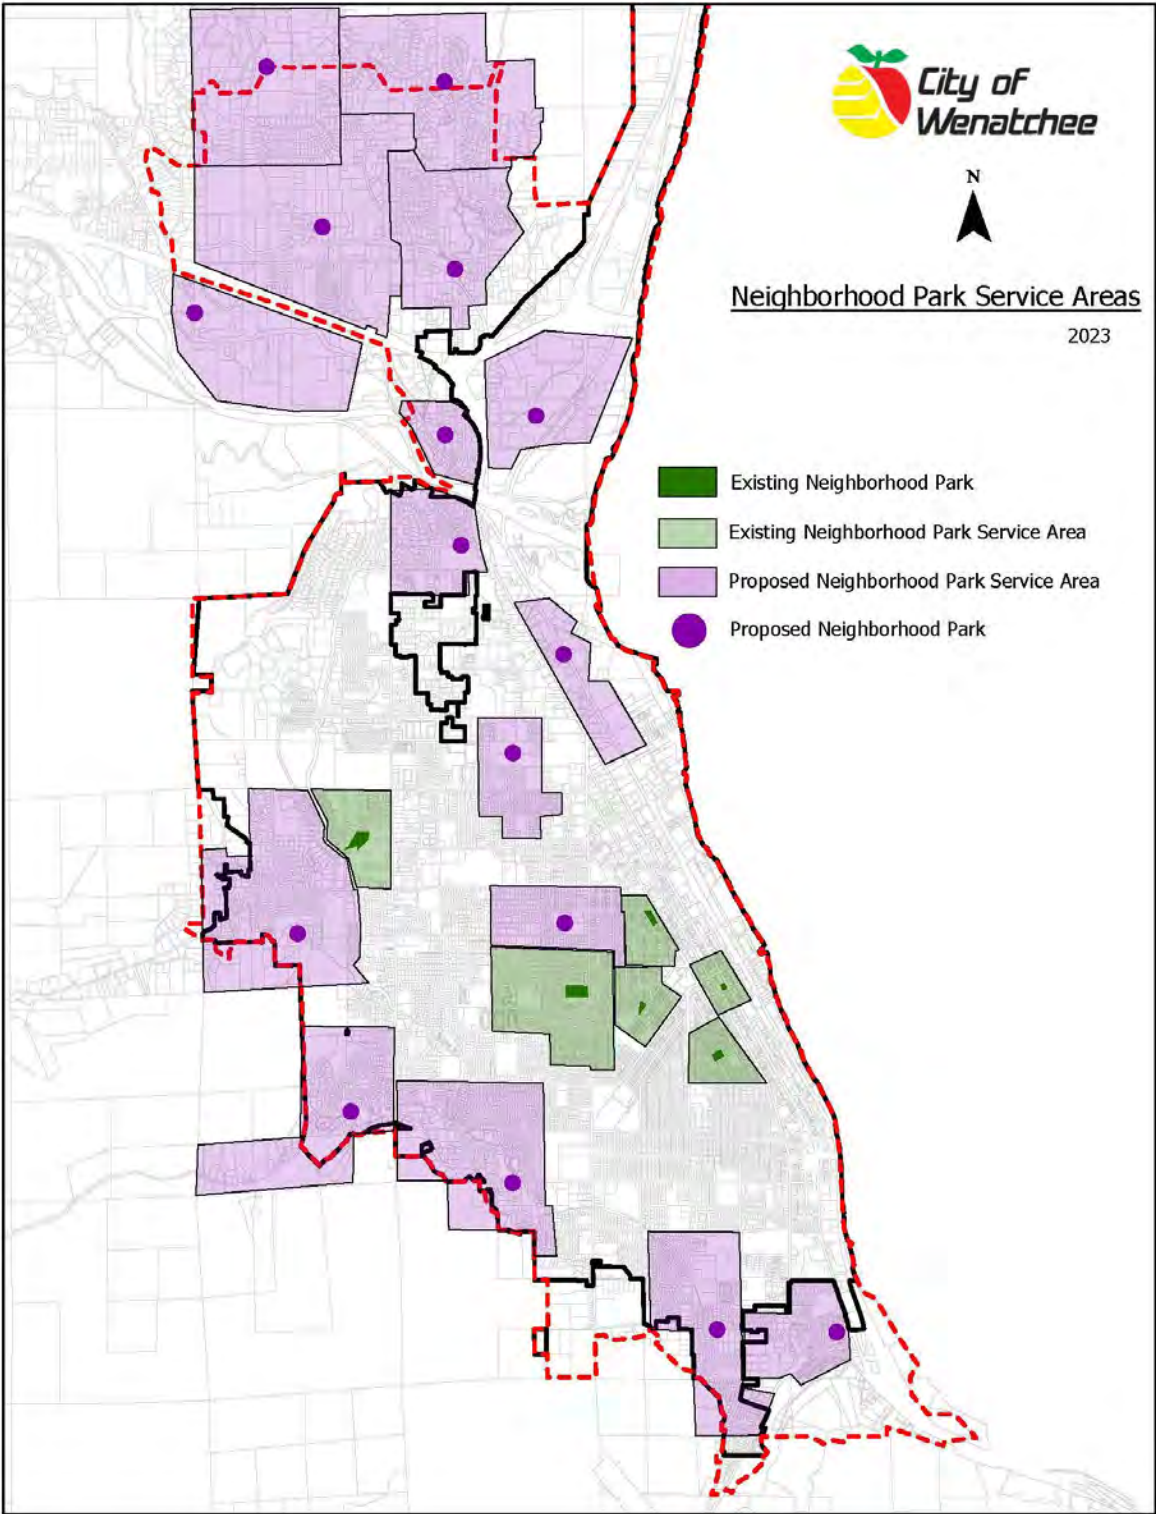 City of
Wenatchee
N
Neighborhood Park Service Areas
2023
Existing Neighborhood Park
Existing Neighborhood Park Service Area
Proposed Neighborhood Park Service Area
Proposed Neighborhood Park